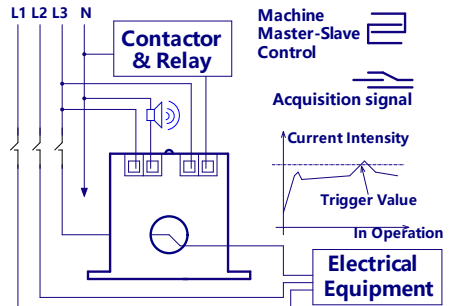 L1 L2 L3 N
Contactor
& Relay
Machine
Master-Slave
Control
Acquisition signal
Current Intensity
Trigger Value
In Operation
Electrical
Equipment